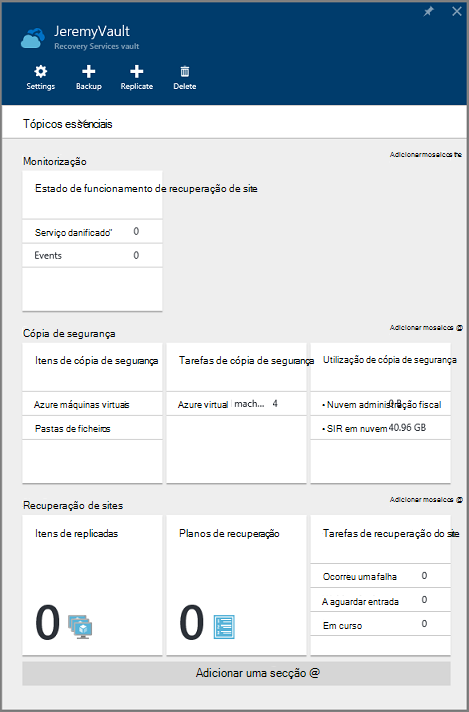 JeremyVault
Recovery Services vault
Settings
Backup
Replicate
Delete
Tópicos essenciais
Monitorização
Adicionar mosaicos
Estado de funcionamento de recuperação de site
Serviço danificado" 0
Events 0
Cópia de segurança
Adicionar mosaicos @
Itens de cópia de segurança
Azure máquinas virtuais
Pastas de ficheiros
Tarefas de cópia de segurança
Azure virtual mach... 4
Utilização de cópia de segurança
• Nuvem administração fiscal 0 B
• SIR em nuvem 40.96 GB
Recuperação de sites
Adicionar mosaicos @
Itens de replicadas
0
Planos de recuperação
0
Tarefas de recuperação do site
Ocorreu uma falha 0
A aguardar entrada 0
Em curso 0
Adicionar uma secção @